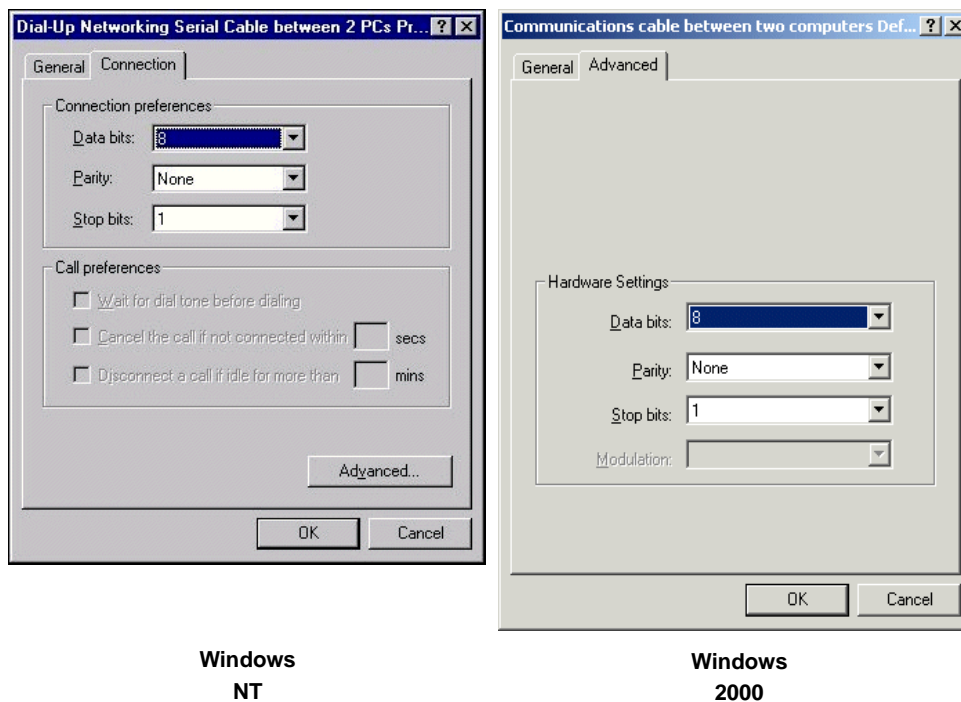 Dial-Up Networking Serial Cable between 2 PCs Pr... ? X
General Connection
Connection preferences
Data bits: 8
Parity: None
Stop bits: 1
Call preferences
Wait for dial tone before dialing
Cancel the call if not connected within secs
Disconnect a call if idle for more than mins
Advanced...
OK Cancel
Windows
NT
Communications cable between two computers Def... ? X
General Advanced
Hardware Settings
Data bits: 8
Parity: None
Stop bits: 1
Modulation:
OK Cancel
Windows
2000